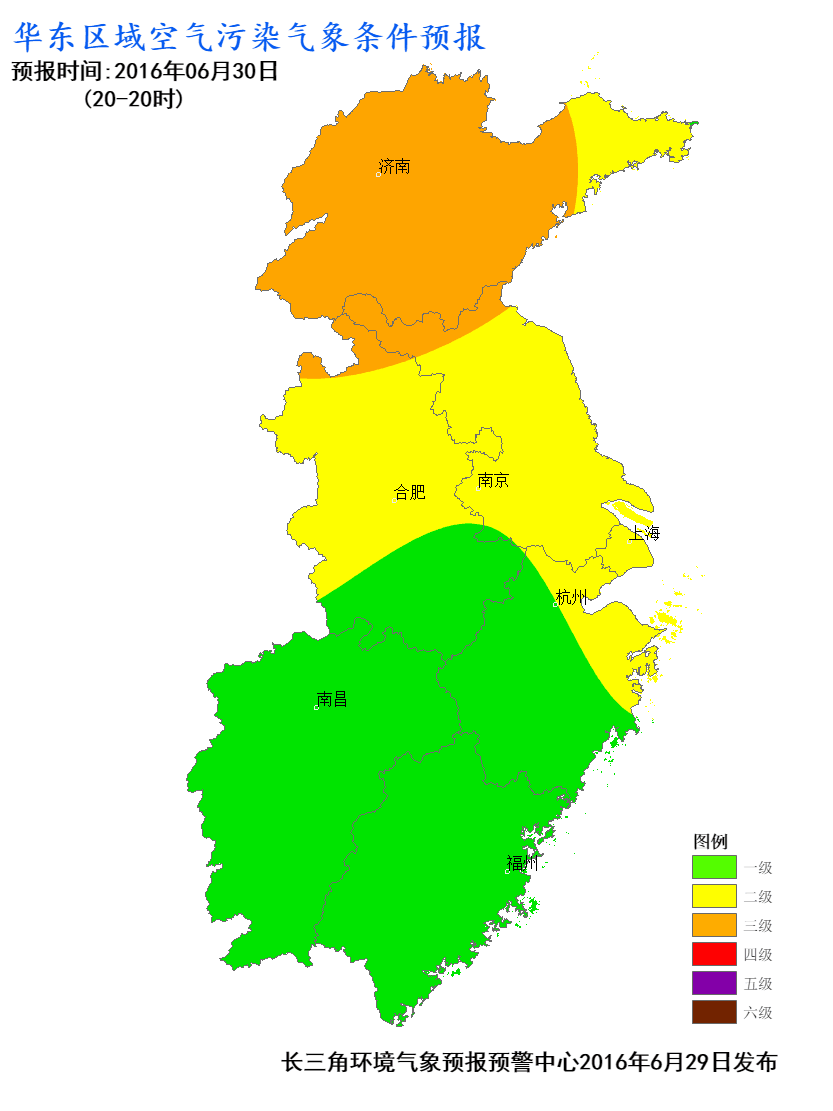 华东区域空气污染气象条件预报
预报时间:2016年06月30日
(20-20时)
济南
合肥
南京
上海
杭州
南昌
福州
图例
一级
二级
三级
四级
五级
六级
长三角环境气象预报预警中心2016年6月29日发布